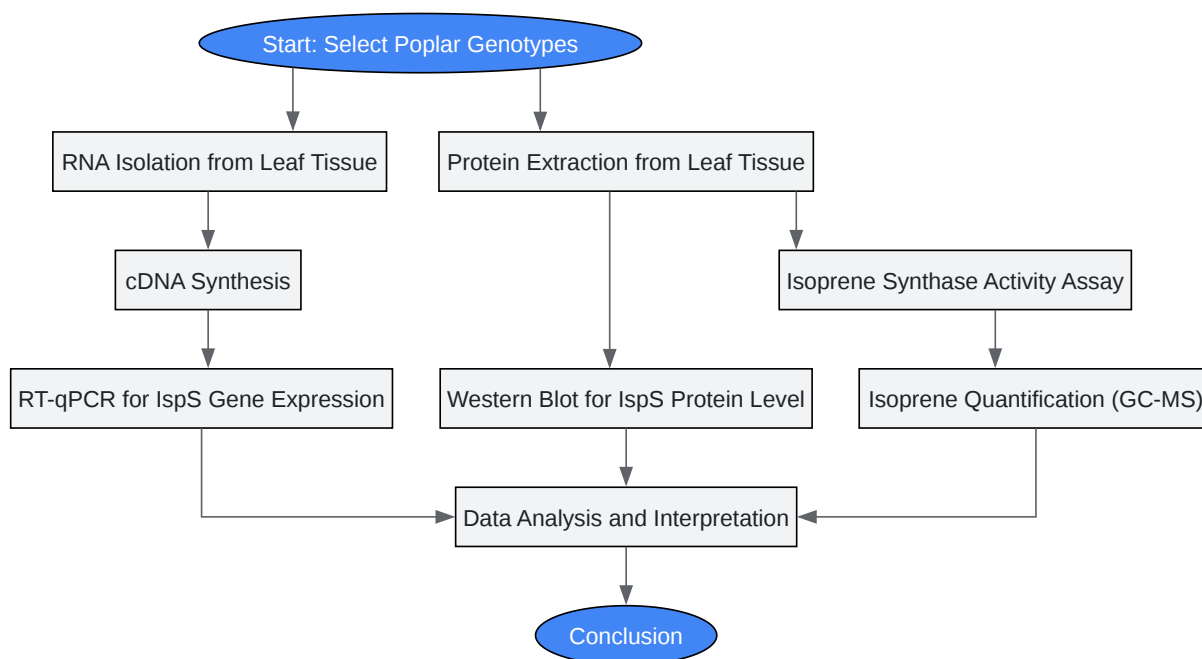 Start: Select Poplar Genotypes
RNA Isolation from Leaf Tissue
Protein Extraction from Leaf Tissue
cDNA Synthesis
Isoprene Synthase Activity Assay
RT-qPCR for IspS Gene Expression
Western Blot for IspS Protein Level
Isoprene Quantification (GC-MS)
Data Analysis and Interpretation
Conclusion